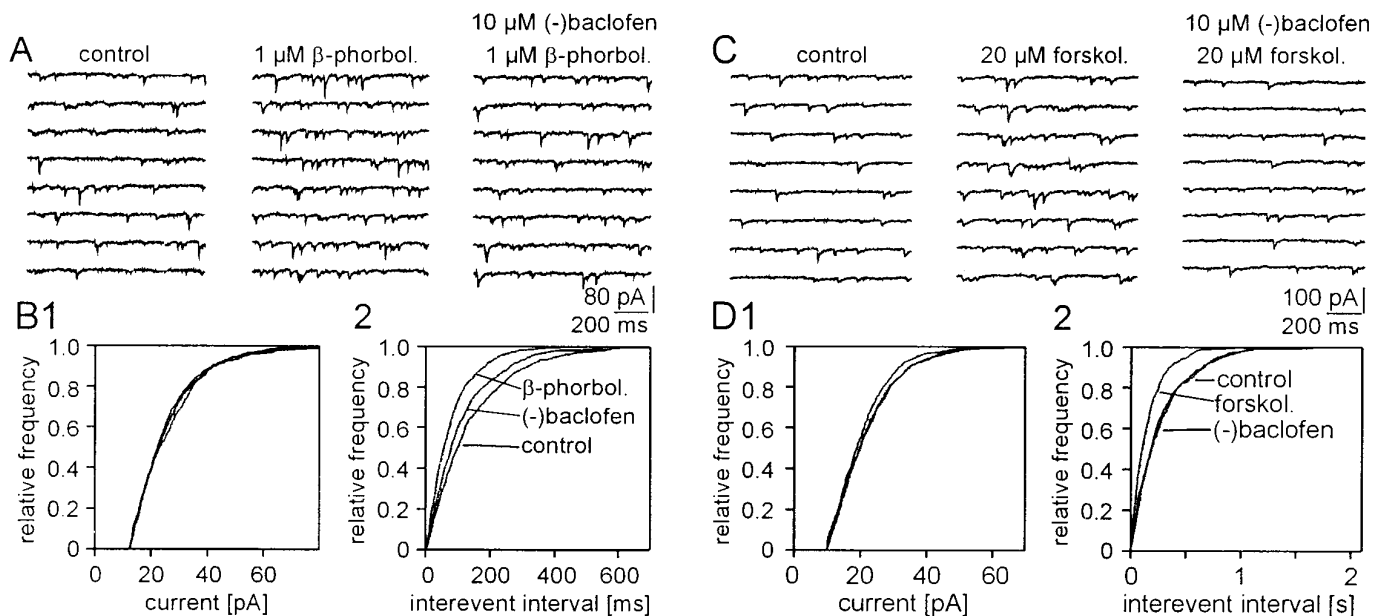 A
control
1 µM β-phorbol.
10 µM (-)baclofen
1 µM β-phorbol.
80 pA
200 ms
B1
relative frequency
1.0
0.8
0.6
0.4
0.2
0
0 20 40 60
current [pA]
2
relative frequency
1.0
0.8
0.6
0.4
0.2
0
β-phorbol.
(-)baclofen
control
0 200 400 600
interevent interval [ms]
C
control
20 µM forskol.
10 µM (-)baclofen
20 µM forskol.
100 pA
200 ms
D1
relative frequency
1.0
0.8
0.6
0.4
0.2
0
0 20 40 60
current [pA]
2
relative frequency
1.0
0.8
0.6
0.4
0.2
0
control
forskol.
(-)baclofen
0 1 2
interevent interval [s]